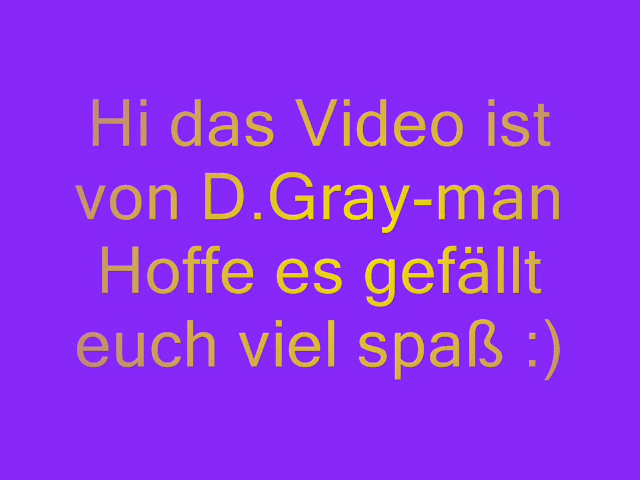 Hi das Video ist
von D.Gray-man
Hoffe es gefällt
euch viel spaß :)